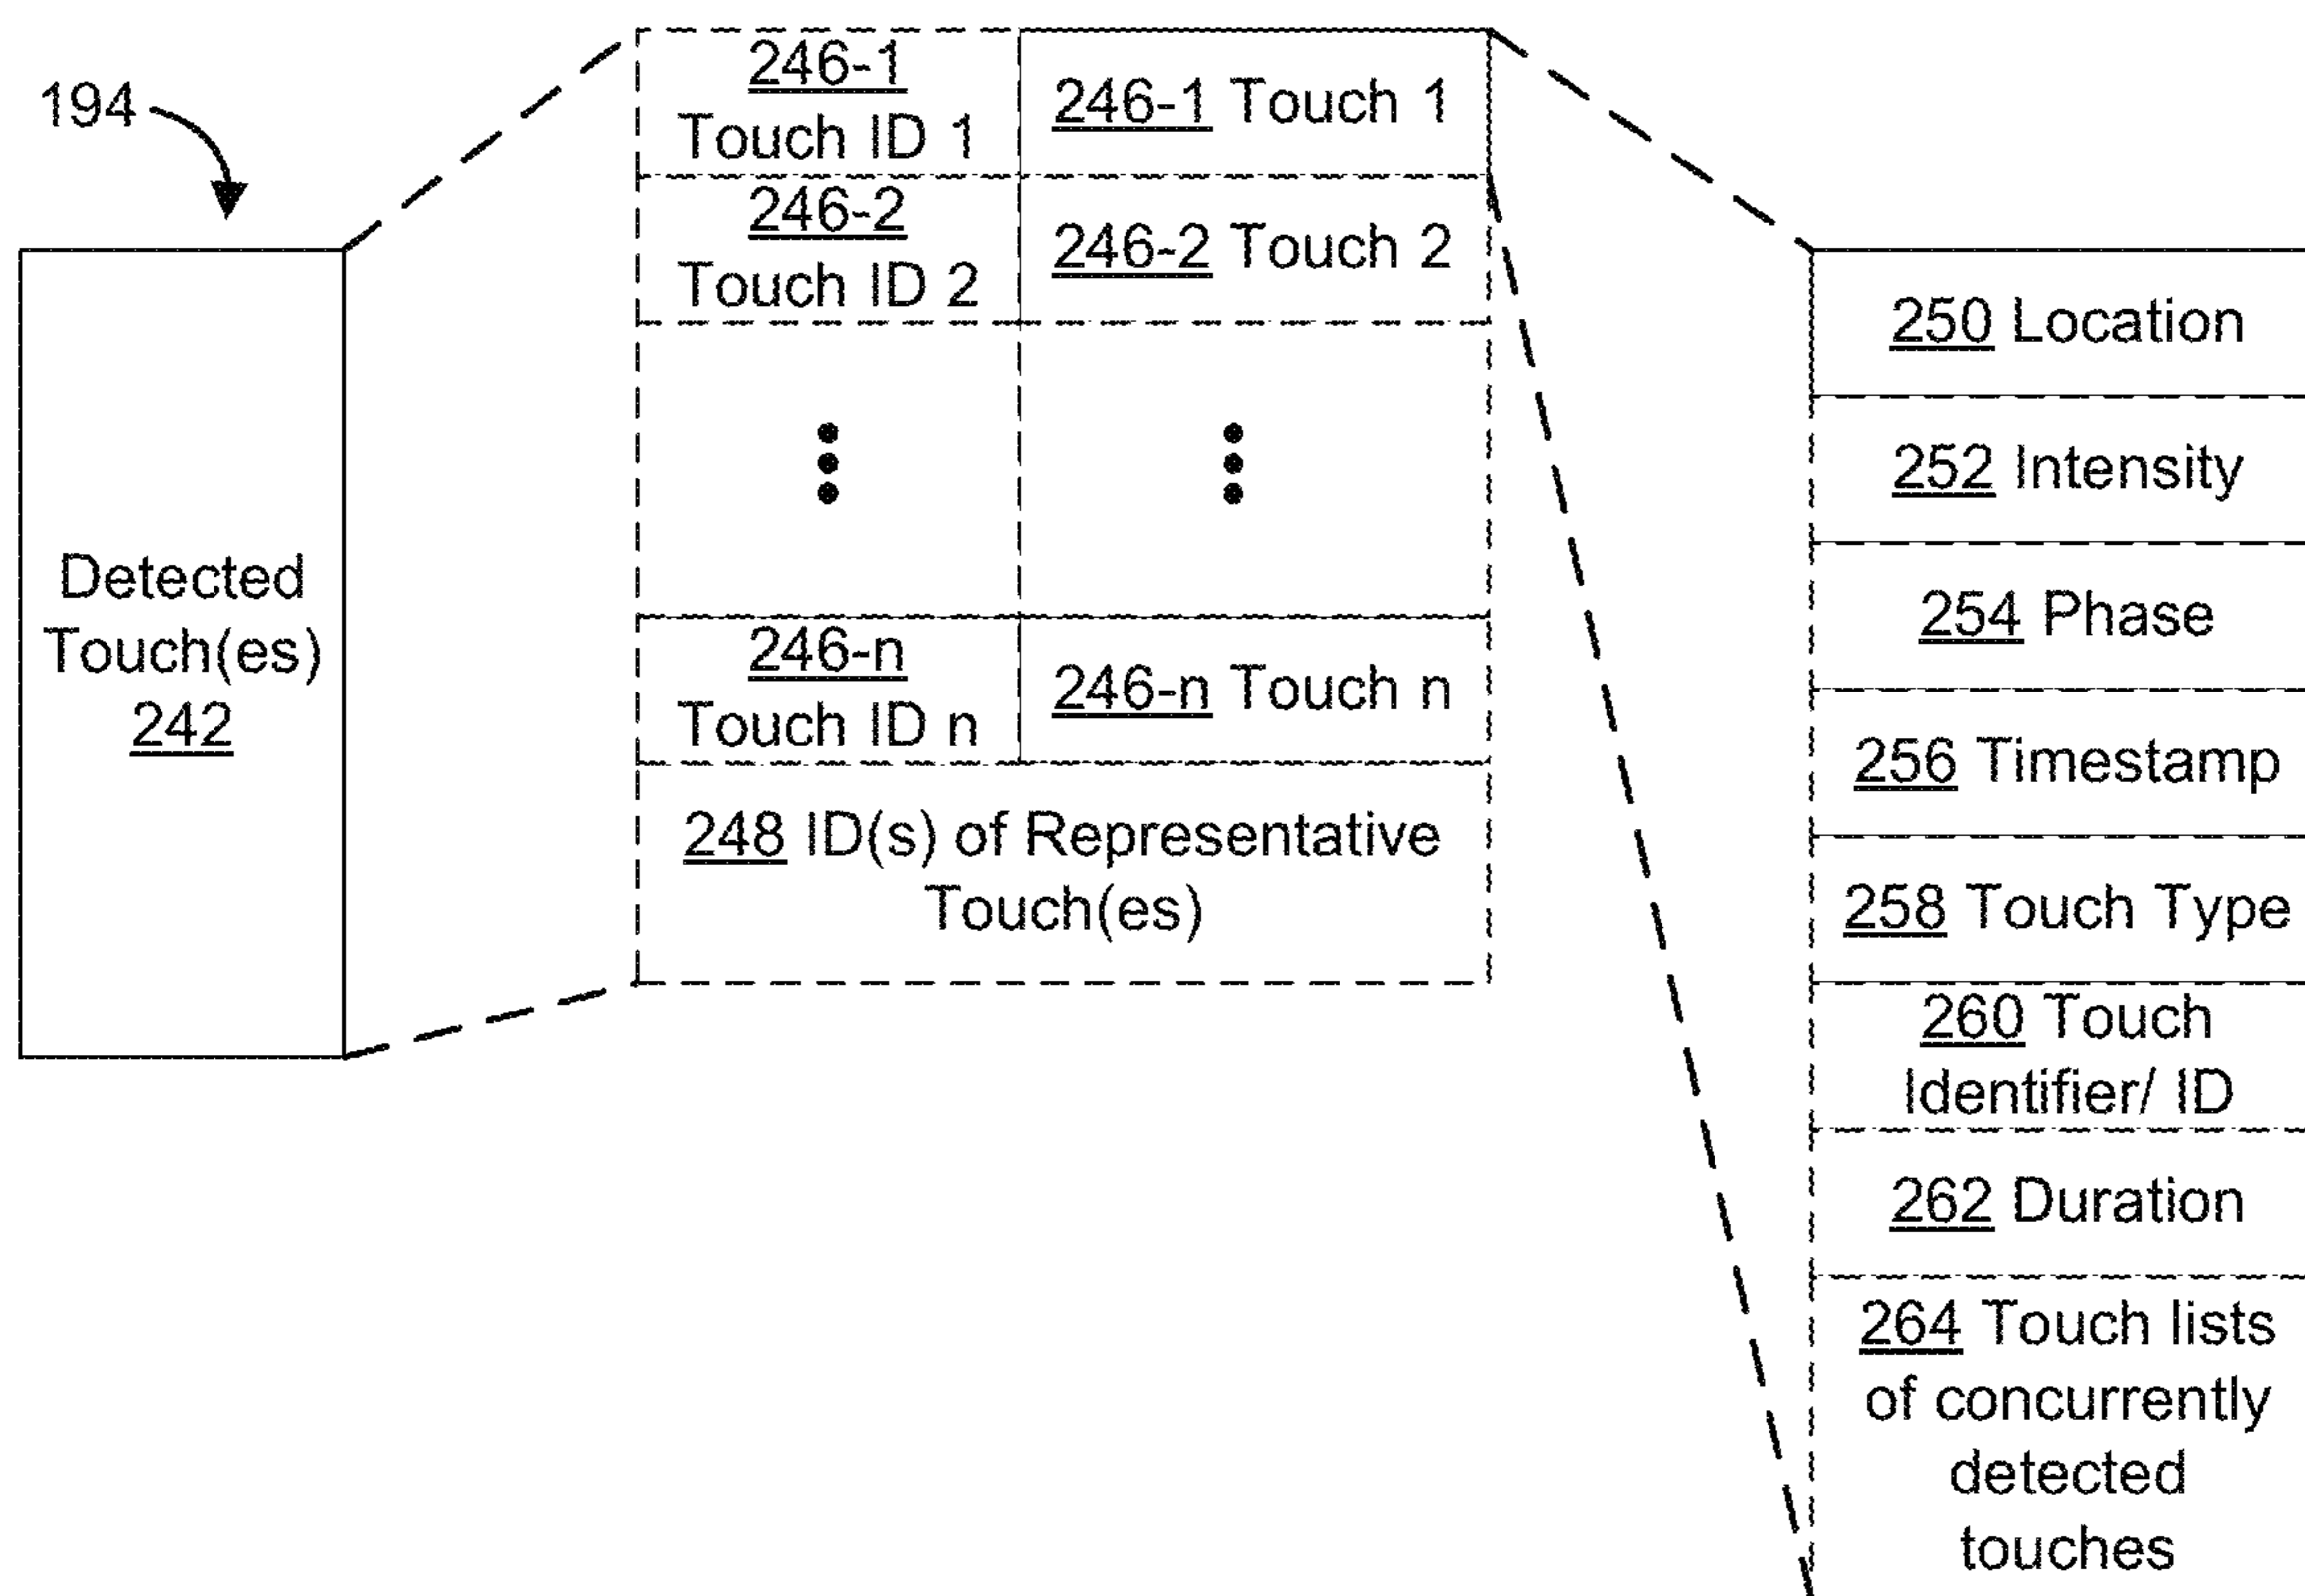 194
Detected
Touch(es)
242
246-1
Touch ID 1
246-1 Touch 1
246-2
Touch ID 2
246-2 Touch 2
246-n
Touch ID n
246-n Touch n
248 ID(s) of Representative
Touch(es)
250 Location
252 Intensity
254 Phase
256 Timestamp
258 Touch Type
260 Touch
Identifier/ ID
262 Duration
264 Touch lists
of concurrently
detected
touches